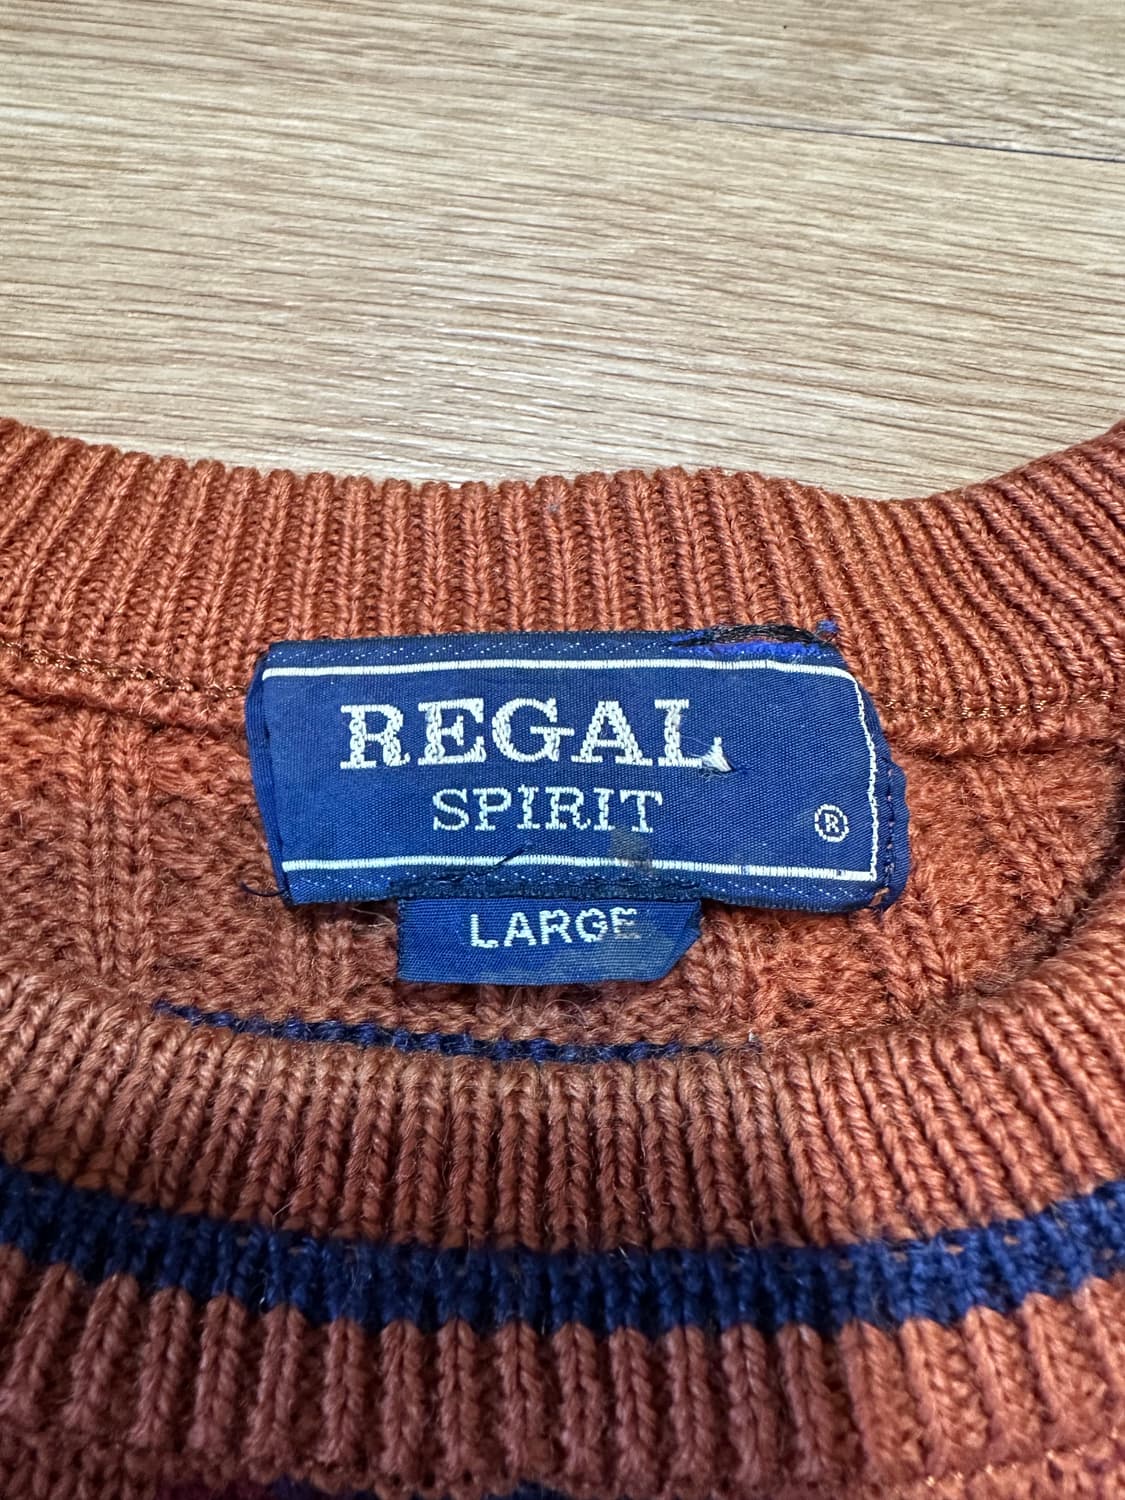 REGAL
SPIRIT
®
LARGE